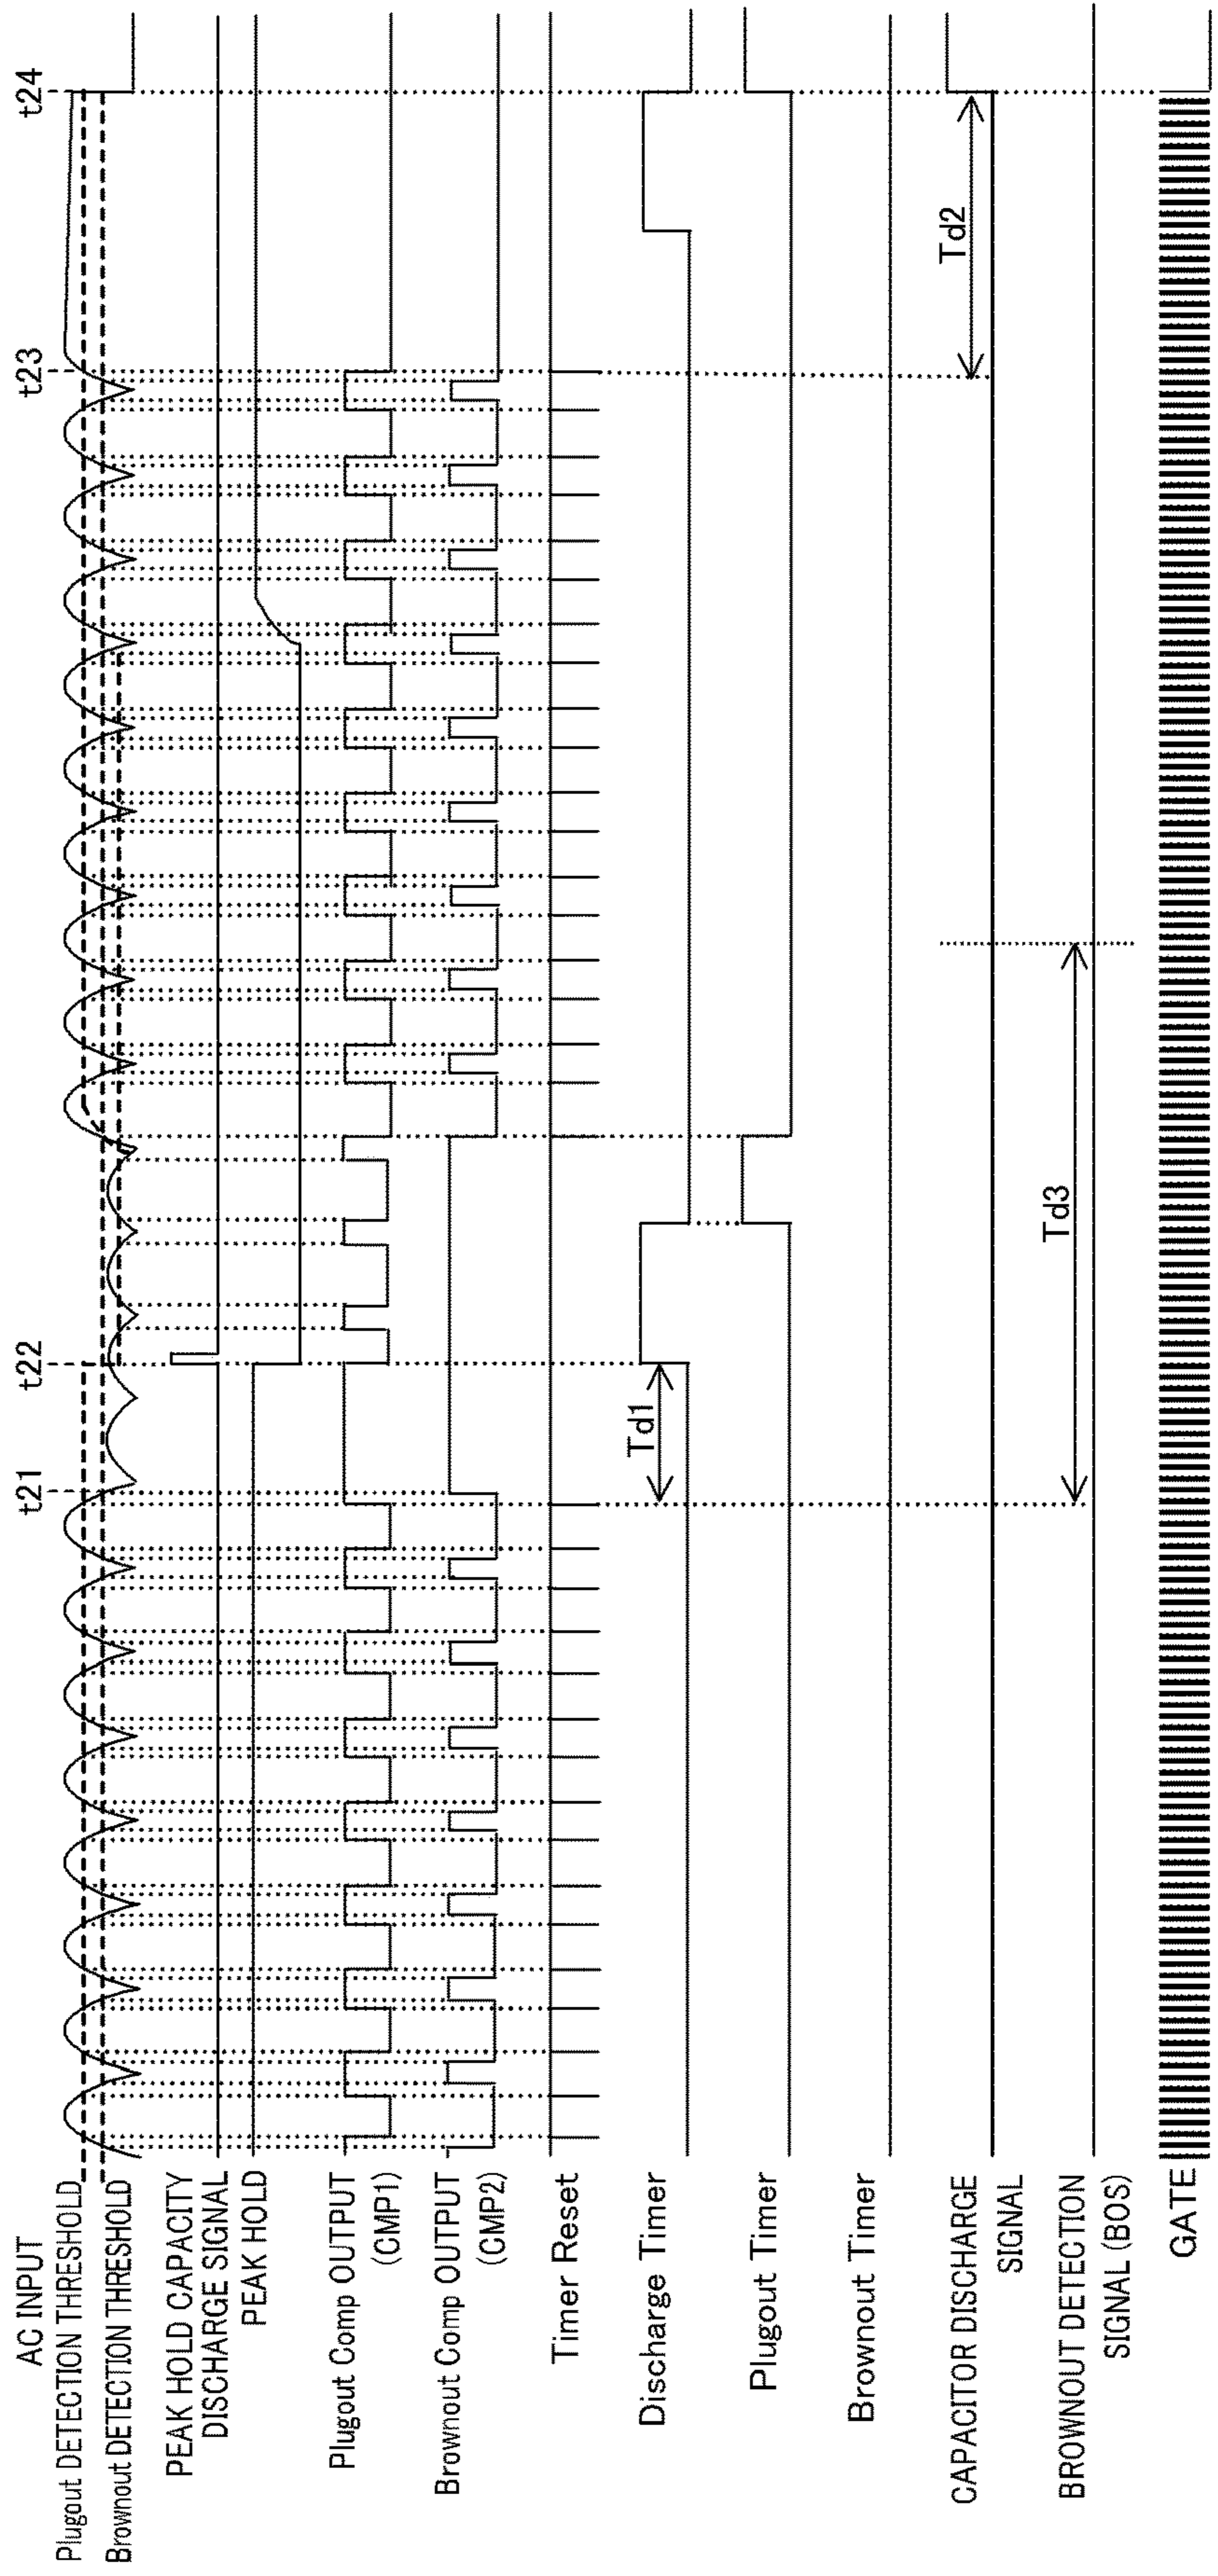 AC INPUT
Plugout DETECTION THRESHOLD
Brownout DETECTION THRESHOLD
PEAK HOLD CAPACITY
DISCHARGE SIGNAL
PEAK HOLD
Plugout Comp OUTPUT
(CMP1)
Brownout Comp OUTPUT
(CMP2)
Timer Reset
Discharge Timer
Plugout Timer
Brownout Timer
CAPACITOR DISCHARGE
SIGNAL
BROWNOUT DETECTION
SIGNAL (BOS)
GATE
t21
t22
t23
t24
Td1
Td3
Td2